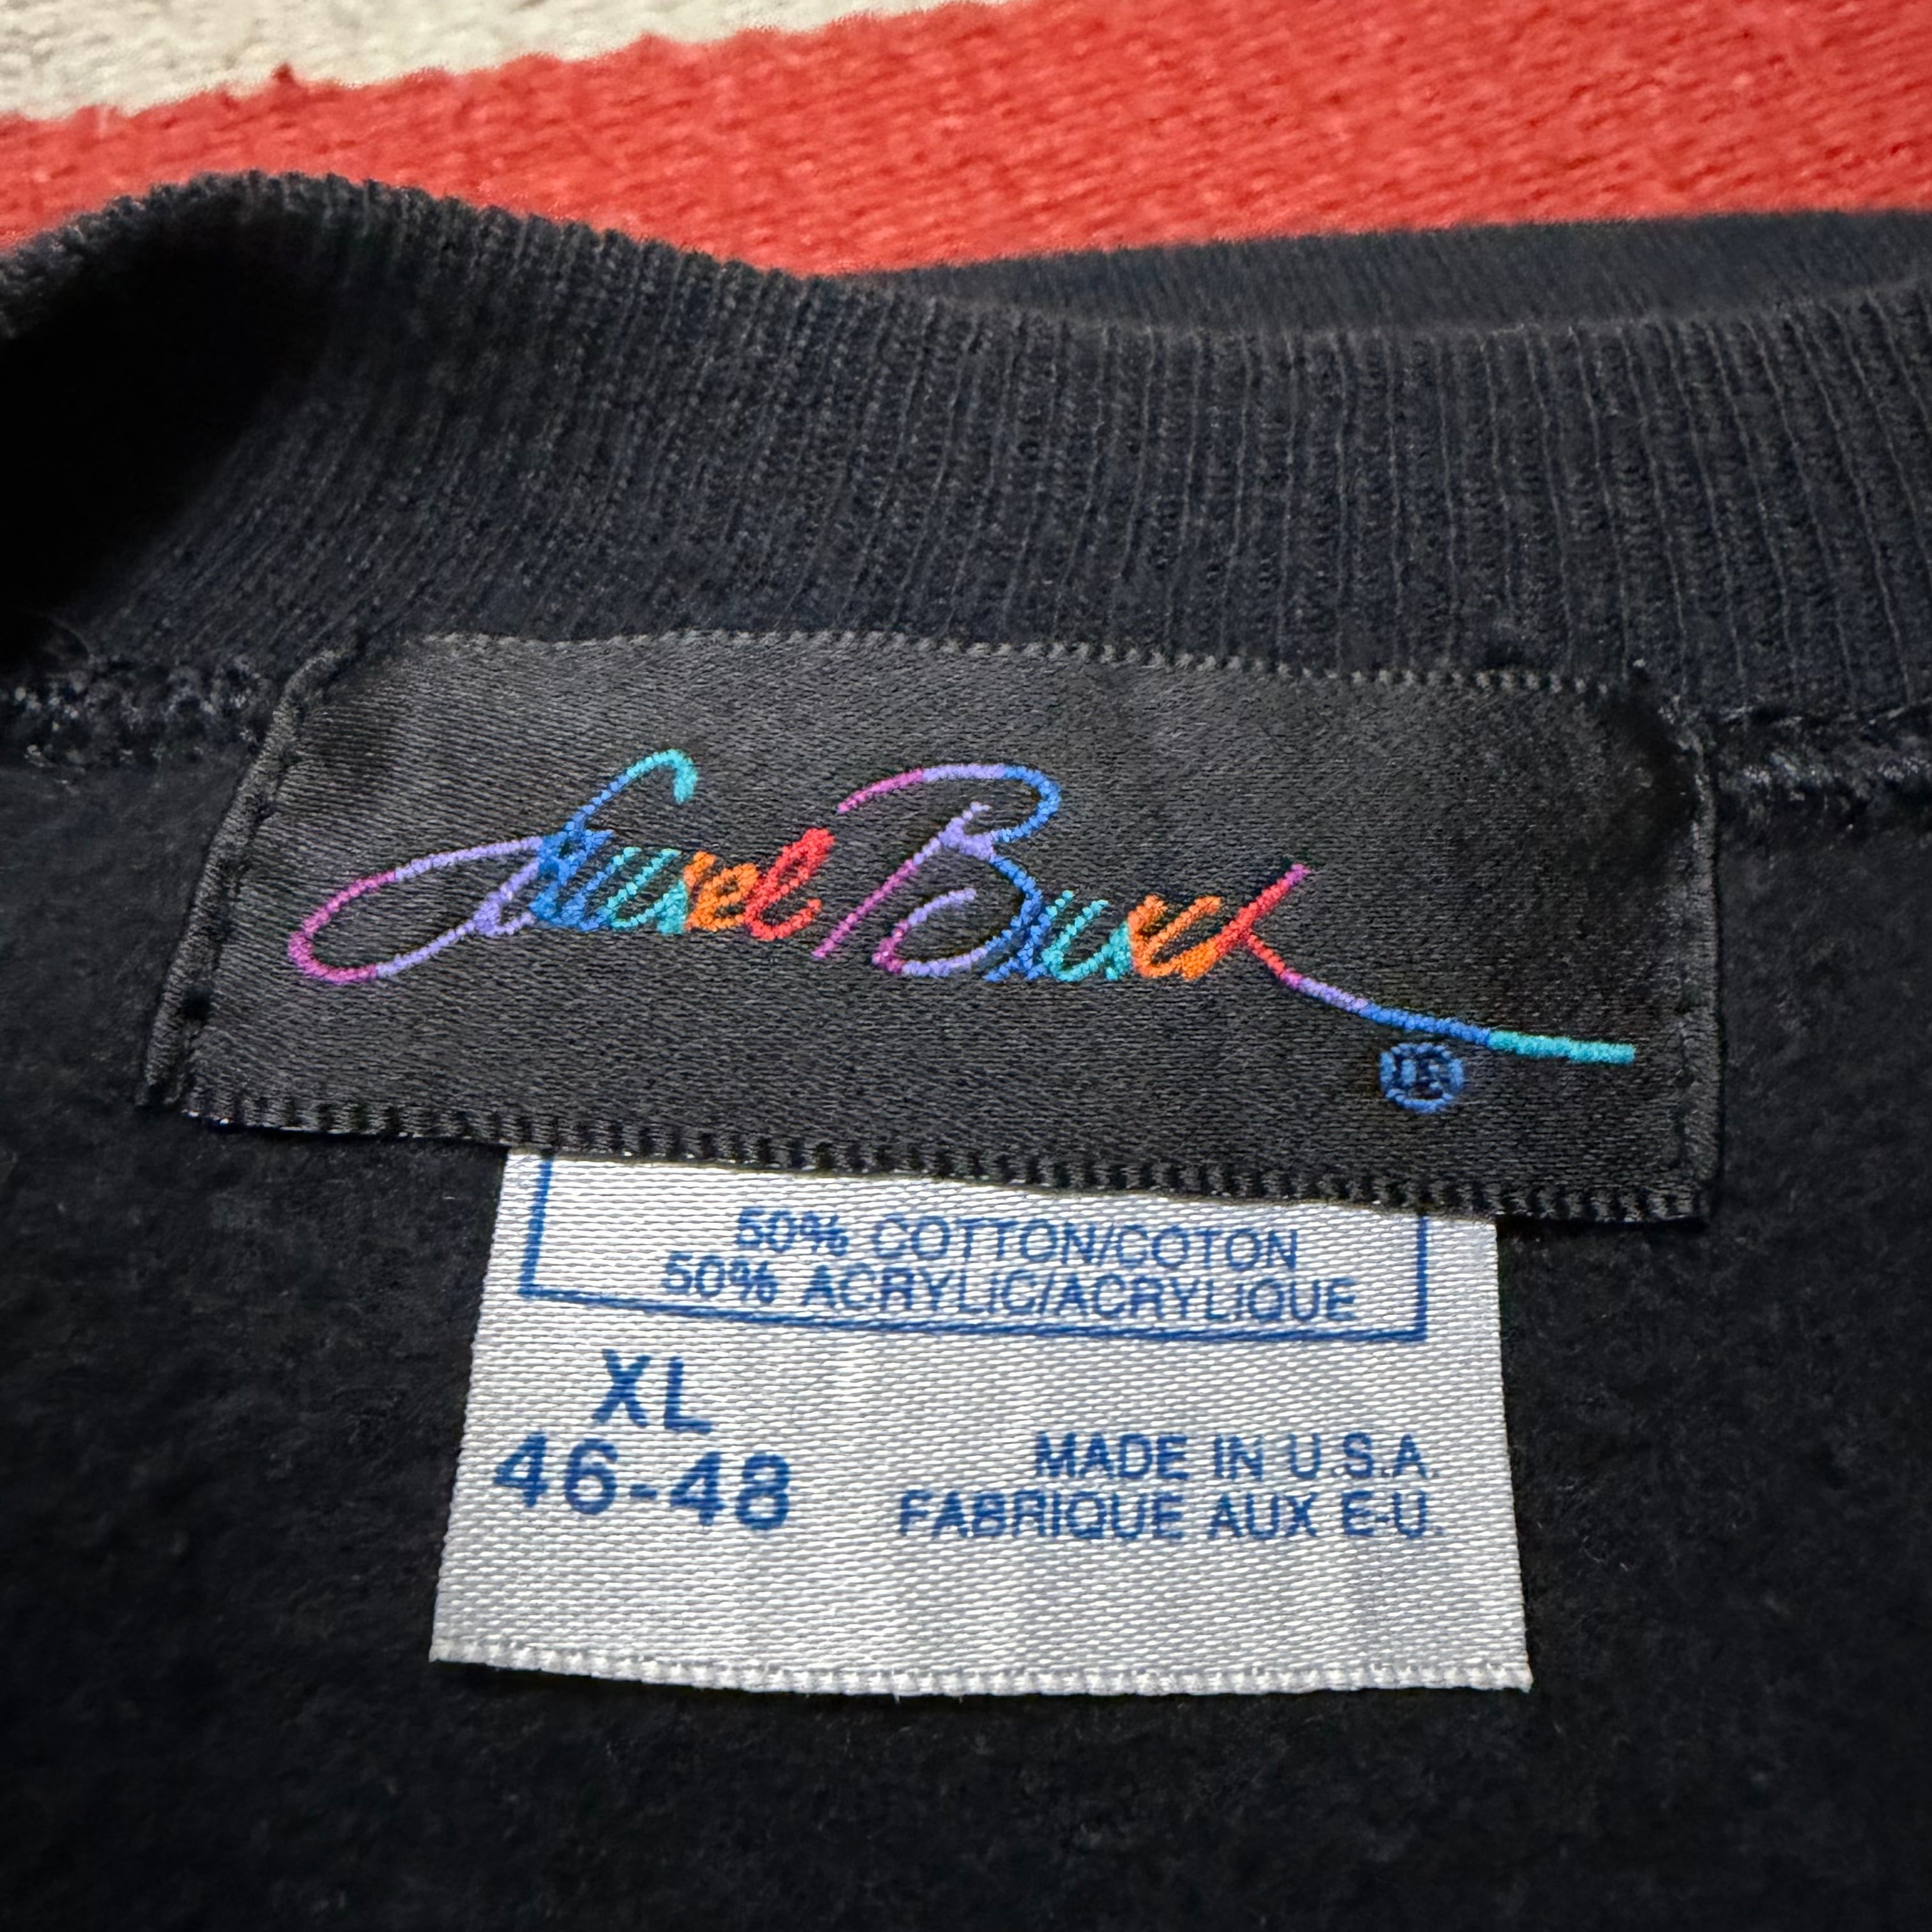 Laurel Burch
®
50% COTTON/COTON
50% ACRYLIC/ACRYLIQUE
XL
46-48
MADE IN U.S.A.
FABRIQUE AUX E-U.